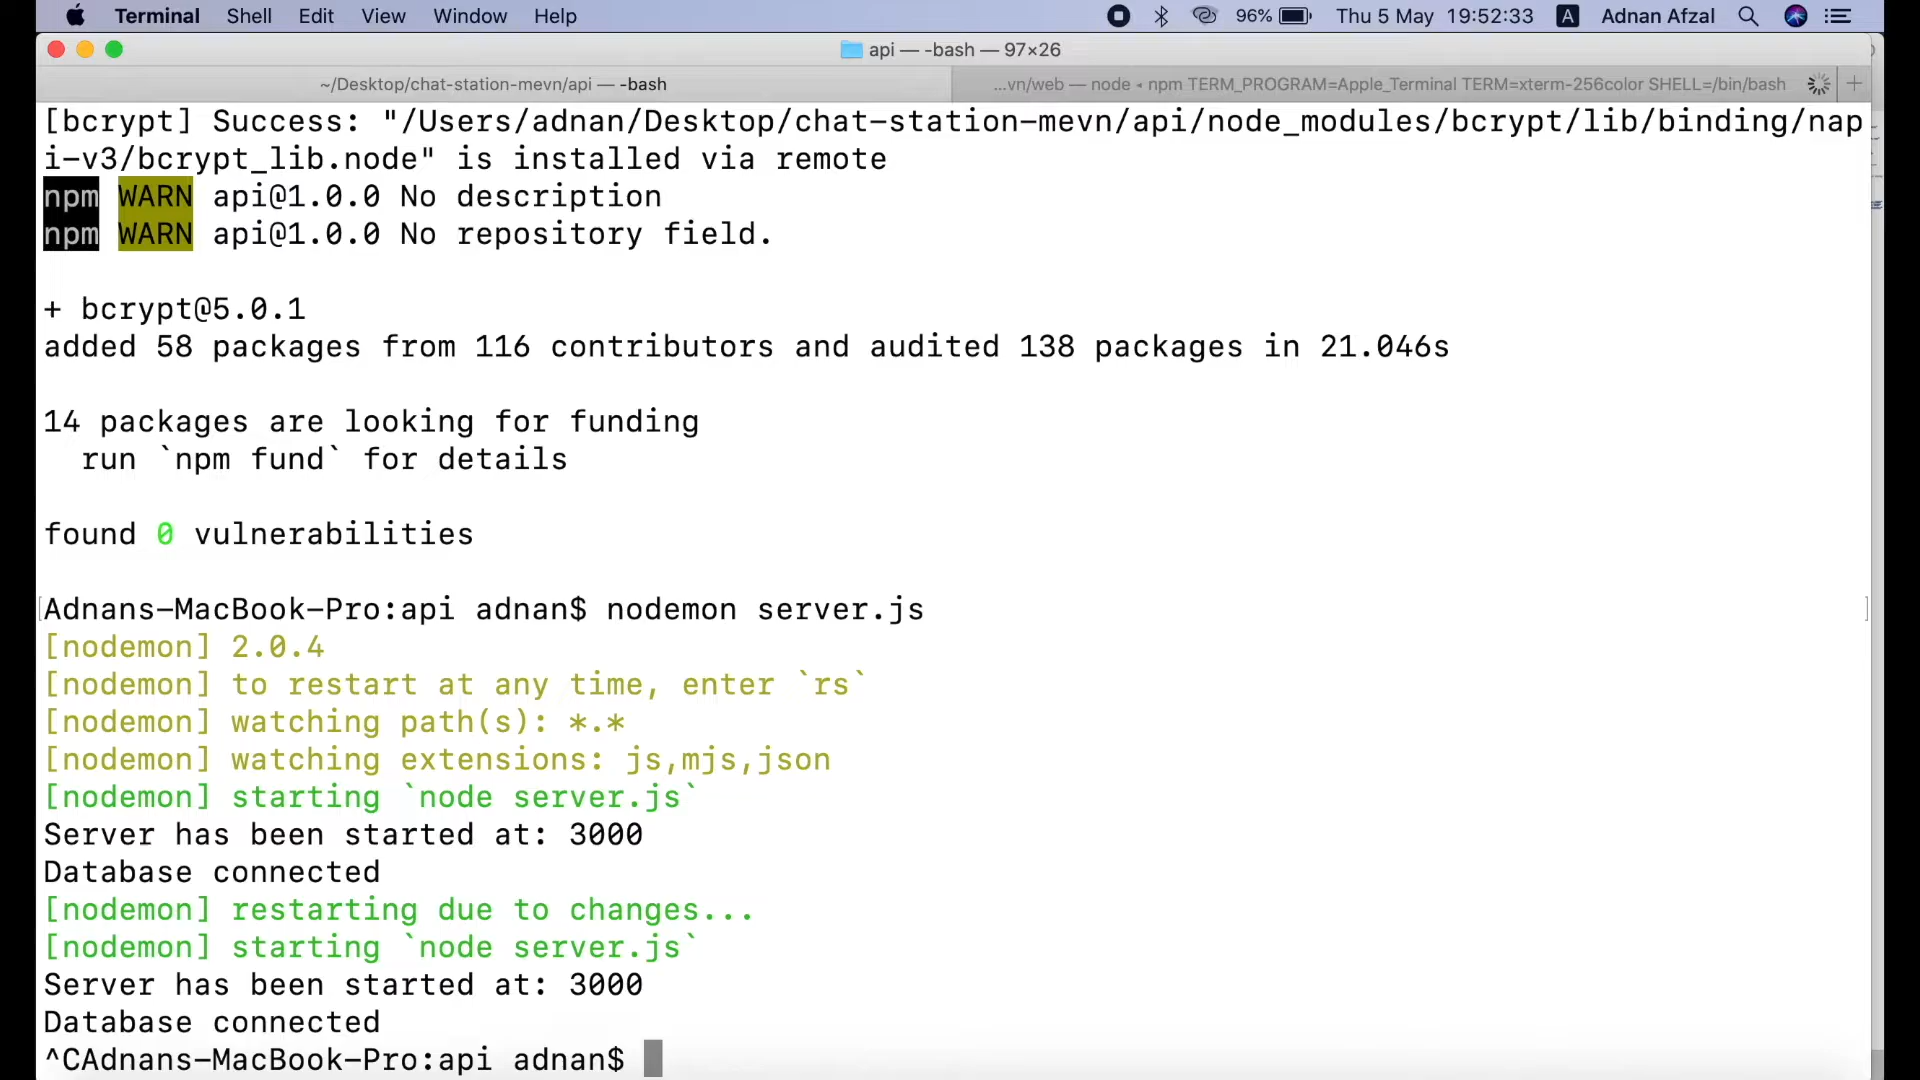 Terminal Shell Edit View Window Help 96% Thu 5 May 19:52:33 A Adnan Afzal
api — -bash — 97×26
~/Desktop/chat-station-mevn/api — -bash ...vn/web — node ◂ npm TERM_PROGRAM=Apple_Terminal TERM=xterm-256color SHELL=/bin/bash +
[bcrypt] Success: "/Users/adnan/Desktop/chat-station-mevn/api/node_modules/bcrypt/lib/binding/nap
i-v3/bcrypt_lib.node" is installed via remote
npm WARN api@1.0.0 No description
npm WARN api@1.0.0 No repository field.
+ bcrypt@5.0.1
added 58 packages from 116 contributors and audited 138 packages in 21.046s
14 packages are looking for funding
  run `npm fund` for details
found 0 vulnerabilities
[Adnans-MacBook-Pro:api adnan$ nodemon server.js ]
[nodemon] 2.0.4
[nodemon] to restart at any time, enter `rs`
[nodemon] watching path(s): *.*
[nodemon] watching extensions: js,mjs,json
[nodemon] starting `node server.js`
Server has been started at: 3000
Database connected
[nodemon] restarting due to changes...
[nodemon] starting `node server.js`
Server has been started at: 3000
Database connected
^CAdnans-MacBook-Pro:api adnan$